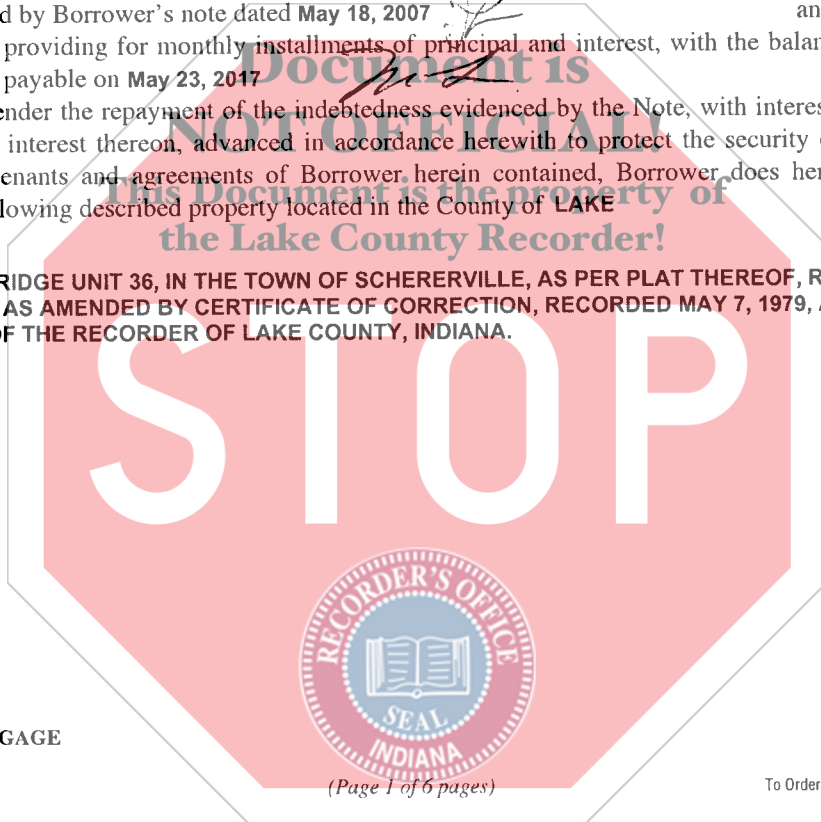 d by Borrower's note dated May 18, 2007 an
providing for monthly installments of principal and interest, with the balan
payable on May 23, 2017
Document is
ender the repayment of the indebtedness evidenced by the Note, with interes
NOT OFFICIAL!
interest thereon, advanced in accordance herewith to protect the security
enants and agreements of Borrower herein contained, Borrower does her
This Document is the property of
lowing described property located in the County of LAKE
the Lake County Recorder!
RIDGE UNIT 36, IN THE TOWN OF SCHERERVILLE, AS PER PLAT THEREOF, R
AS AMENDED BY CERTIFICATE OF CORRECTION, RECORDED MAY 7, 1979,
OF THE RECORDER OF LAKE COUNTY, INDIANA.
STOP
RECORDER'S OFFICE
SEAL
INDIANA
GAGE
(Page 1 of 6 pages)
To Order